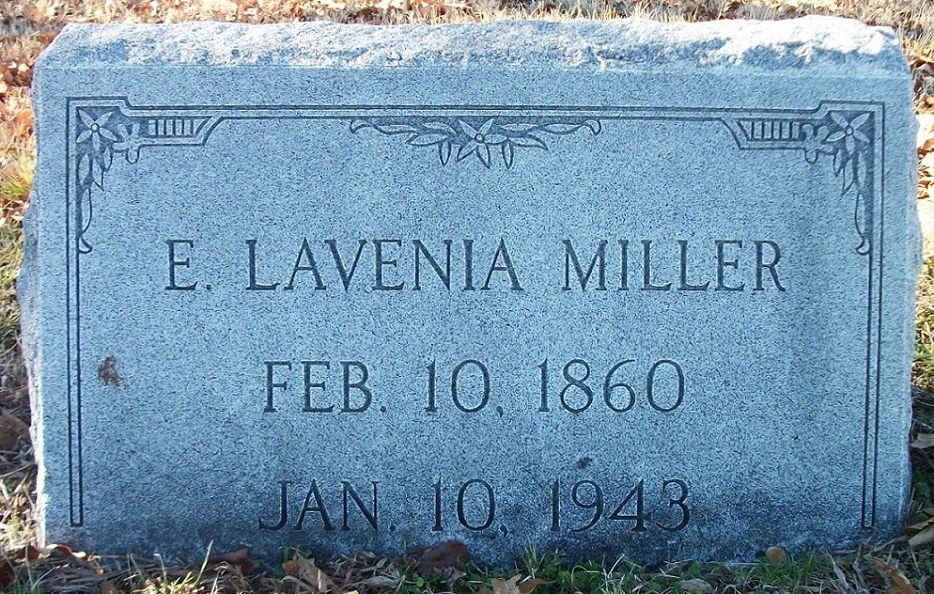 E. LAVENIA MILLER
FEB. 10, 1860
JAN. 10, 1943